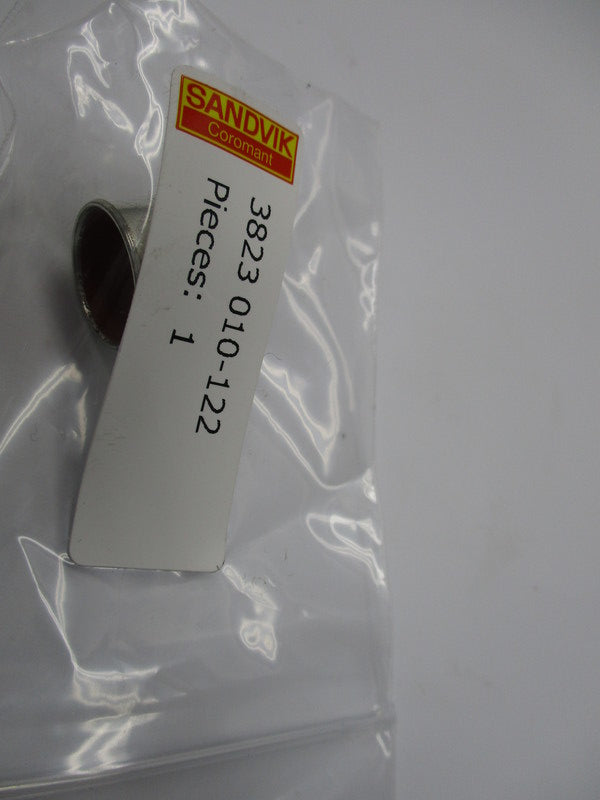 SANDVIK
Coromant
3823 010-122
Pieces: 1